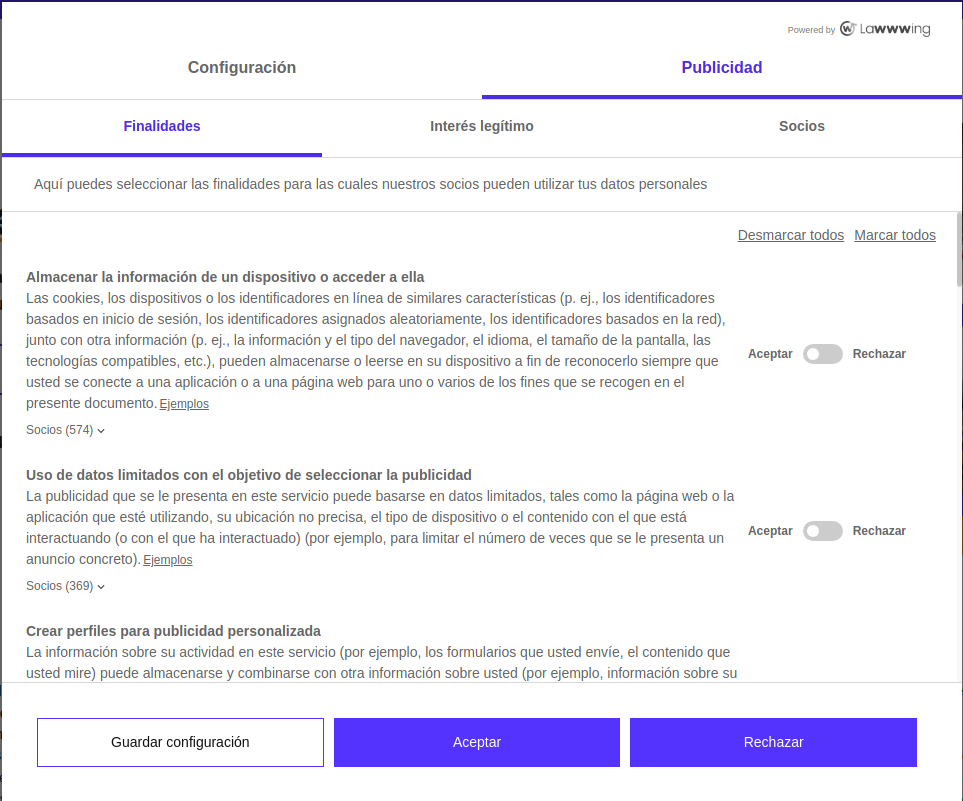 Powered by Lawwwing
Configuración
Publicidad
Finalidades
Interés legítimo
Socios
Aquí puedes seleccionar las finalidades para las cuales nuestros socios pueden utilizar tus datos personales
Desmarcar todos Marcar todos
Almacenar la información de un dispositivo o acceder a ella
Las cookies, los dispositivos o los identificadores en línea de similares características (p. ej., los identificadores
basados en inicio de sesión, los identificadores asignados aleatoriamente, los identificadores basados en la red),
junto con otra información (p. ej., la información y el tipo del navegador, el idioma, el tamaño de la pantalla, las
tecnologías compatibles, etc.), pueden almacenarse o leerse en su dispositivo a fin de reconocerlo siempre que
usted se conecte a una aplicación o a una página web para uno o varios de los fines que se recogen en el
presente documento. Ejemplos
Aceptar Rechazar
Socios (574)
Uso de datos limitados con el objetivo de seleccionar la publicidad
La publicidad que se le presenta en este servicio puede basarse en datos limitados, tales como la página web o la
aplicación que esté utilizando, su ubicación no precisa, el tipo de dispositivo o el contenido con el que está
interactuando (o con el que ha interactuado) (por ejemplo, para limitar el número de veces que se le presenta un
anuncio concreto). Ejemplos
Aceptar Rechazar
Socios (369)
Crear perfiles para publicidad personalizada
La información sobre su actividad en este servicio (por ejemplo, los formularios que usted envíe, el contenido que
usted mire) puede almacenarse y combinarse con otra información sobre usted (por ejemplo, información sobre su
Guardar configuración
Aceptar
Rechazar